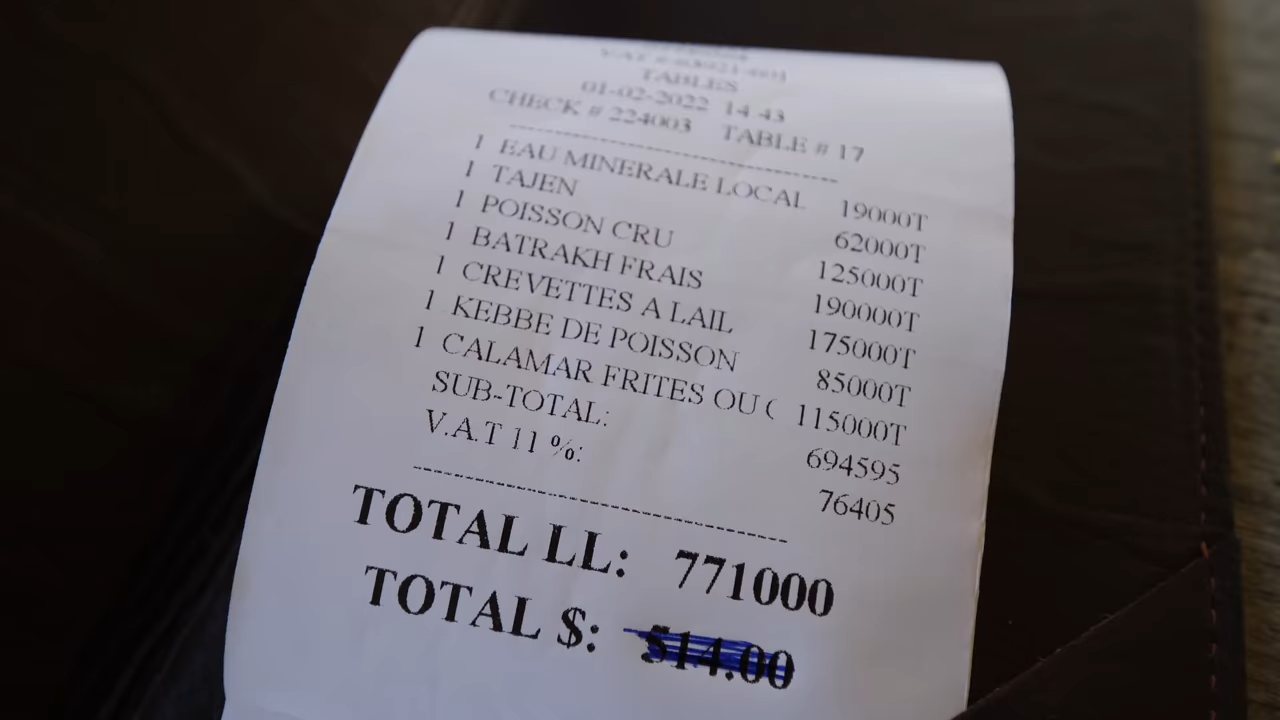 TABLES
01-02-2022 14 43
CHECK # 224003 TABLE # 17
1 EAU MINERALE LOCAL 19000T
1 TAJEN 62000T
1 POISSON CRU 125000T
1 BATRAKH FRAIS 190000T
1 CREVETTES A LAIL 175000T
1 KEBBE DE POISSON 85000T
1 CALAMAR FRITES OU ( 115000T
SUB-TOTAL: 694595
V.A.T 11 %: 76405
TOTAL LL: 771000
TOTAL $: 514.00